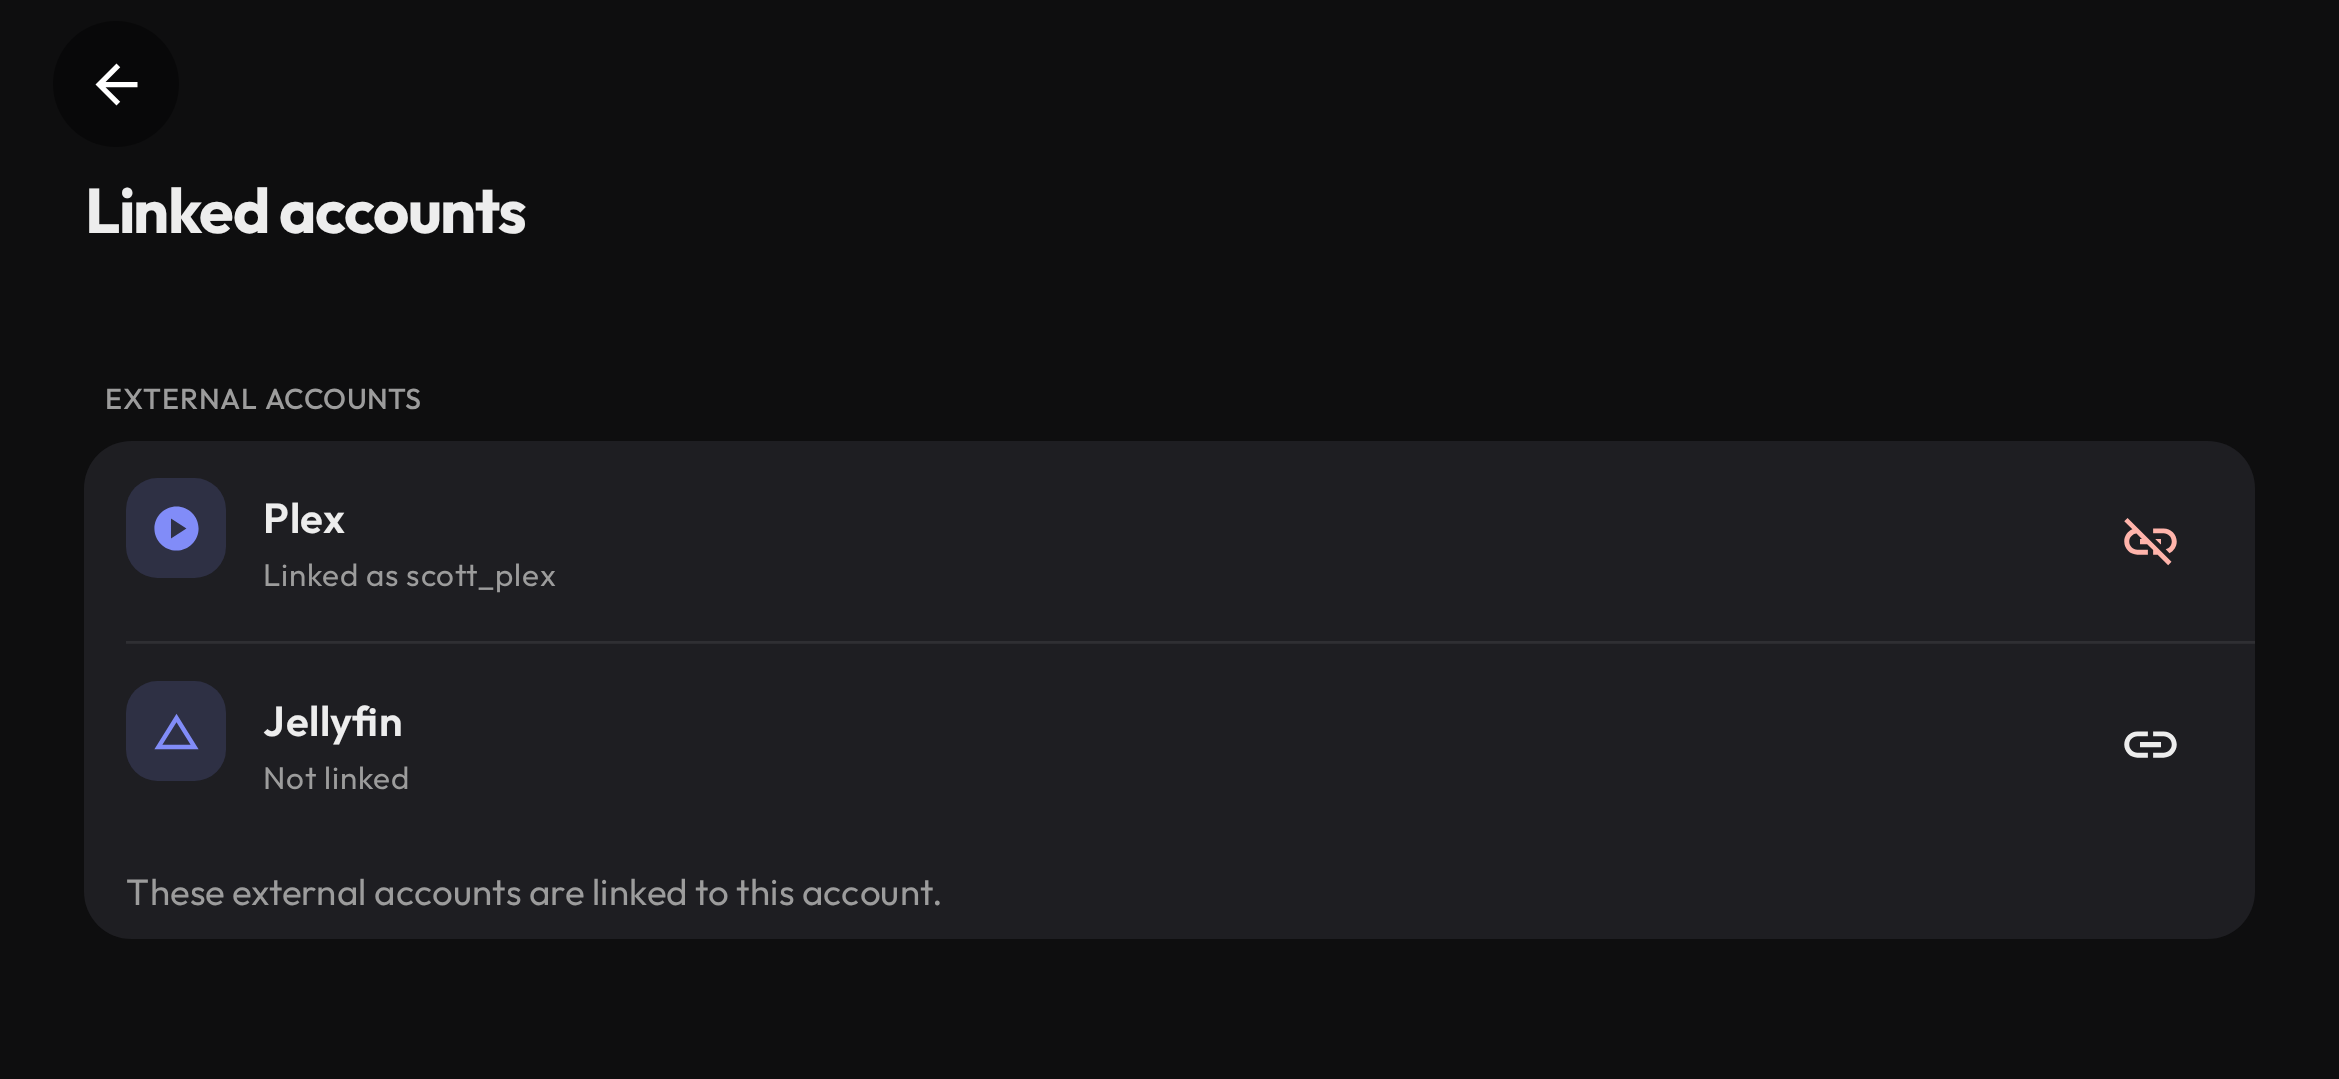 Linked accounts
EXTERNAL ACCOUNTS
Plex
Linked as scott_plex
Jellyfin
Not linked
These external accounts are linked to this account.